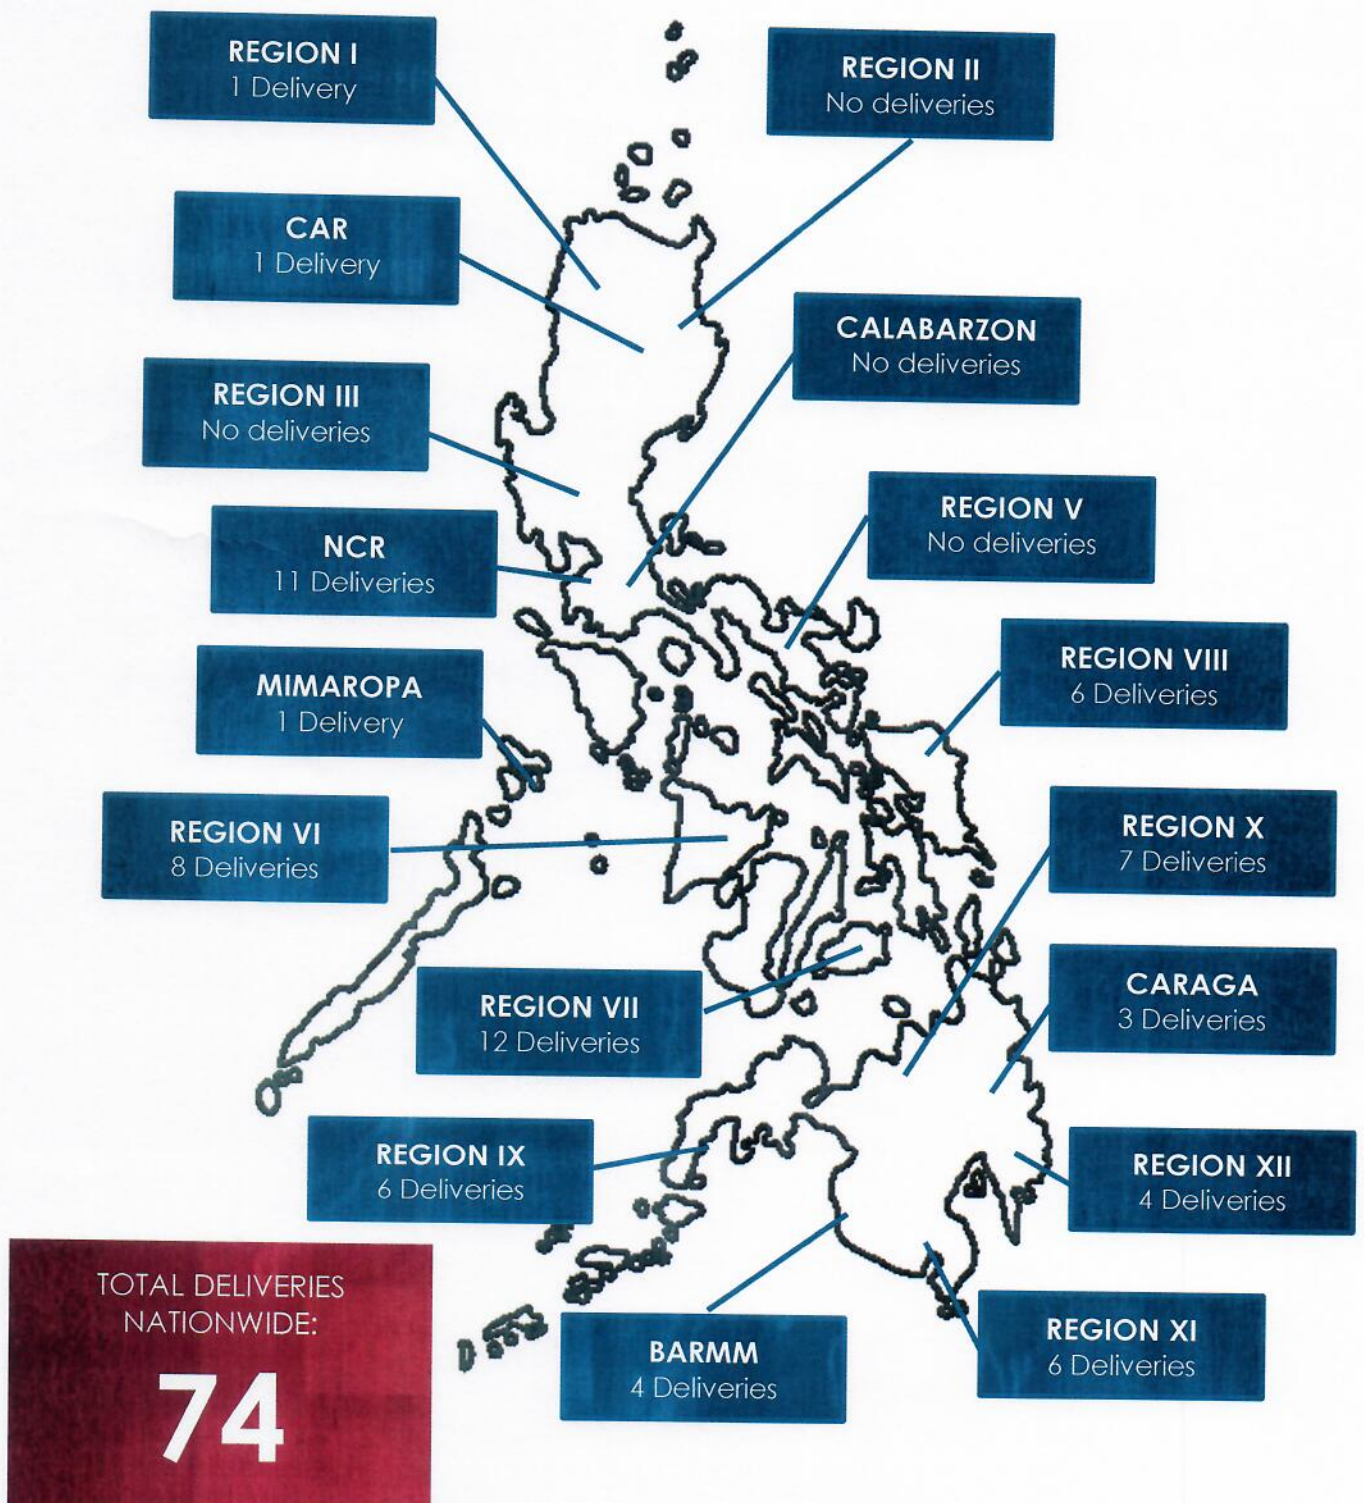 REGION I
1 Delivery
REGION II
No deliveries
CAR
1 Delivery
CALABARZON
No deliveries
REGION III
No deliveries
REGION V
No deliveries
NCR
11 Deliveries
REGION VIII
6 Deliveries
MIMAROPA
1 Delivery
REGION VI
8 Deliveries
REGION X
7 Deliveries
REGION VII
12 Deliveries
CARAGA
3 Deliveries
REGION IX
6 Deliveries
REGION XII
4 Deliveries
TOTAL DELIVERIES
NATIONWIDE:
74
BARMM
4 Deliveries
REGION XI
6 Deliveries